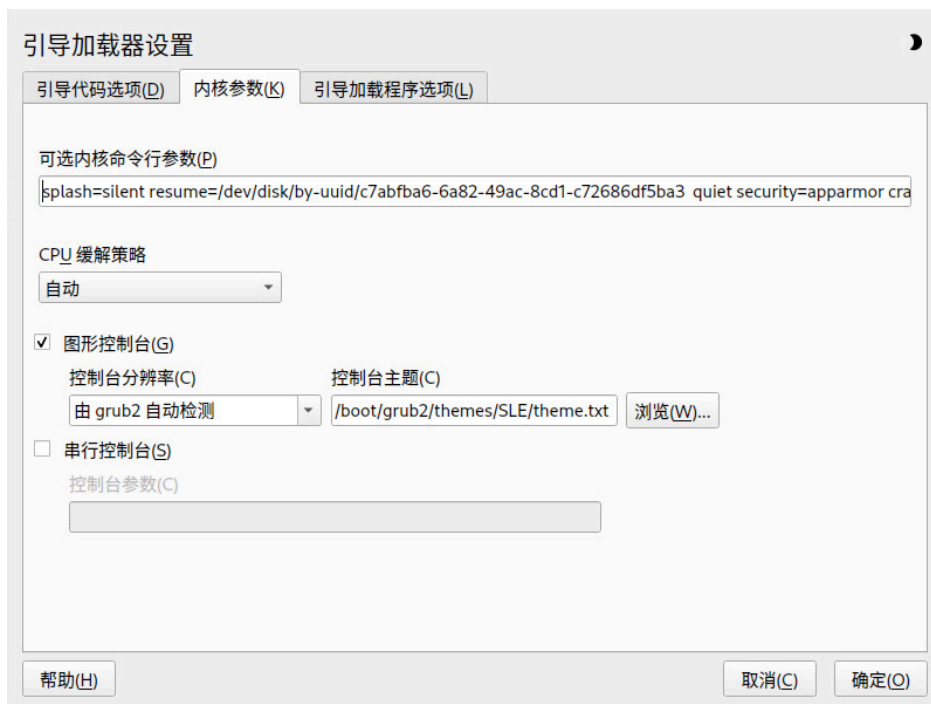 引导加载器设置
引导代码选项(D) 内核参数(K) 引导加载程序选项(L)
可选内核命令行参数(P)
splash=silent resume=/dev/disk/by-uuid/c7abfba6-6a82-49ac-8cd1-c72686df5ba3 quiet security=apparmor cra
CPU 缓解策略
自动
图形控制台(G)
控制台分辨率(C) 控制台主题(C)
由 grub2 自动检测 /boot/grub2/themes/SLE/theme.txt 浏览(W)...
串行控制台(S)
控制台参数(C)
帮助(H) 取消(C) 确定(O)